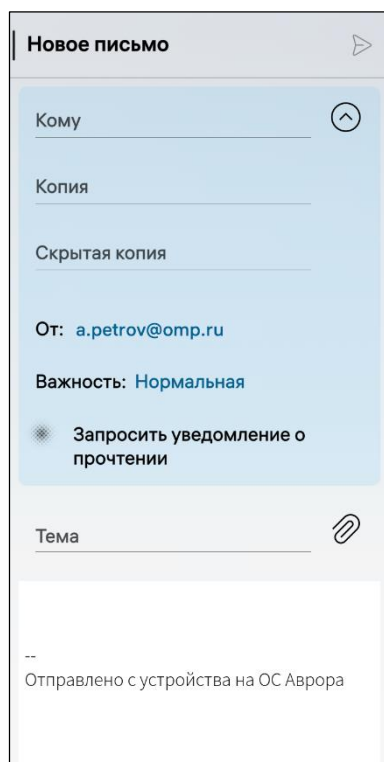 Новое письмо
Кому
Копия
Скрытая копия
От: a.petrov@omp.ru
Важность: Нормальная
Запросить уведомление о
прочтении
Тема
--
Отправлено с устройства на ОС Аврора